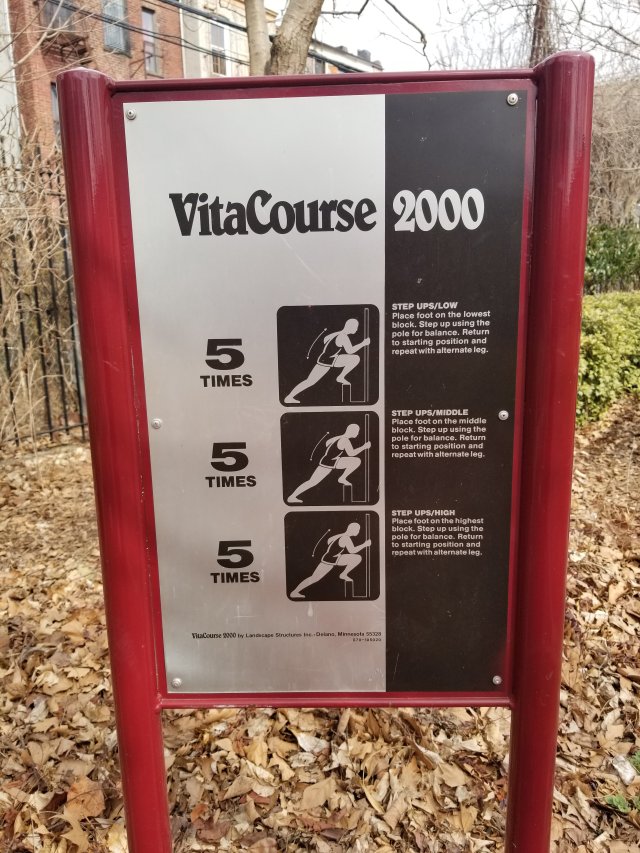 VitaCourse 2000
STEP UPS/LOW
Place foot on the lowest
block. Step up using the
pole for balance. Return
to starting position and
repeat with alternate leg.
5
TIMES
STEP UPS/MIDDLE
Place foot on the middle
block. Step up using the
pole for balance. Return
to starting position and
repeat with alternate leg.
5
TIMES
STEP UPS/HIGH
Place foot on the highest
block. Step up using the
pole for balance. Return
to starting position and
repeat with alternate leg.
5
TIMES
VitaCourse 2000 by Landscape Structures Inc. - Delano, Minnesota 55328